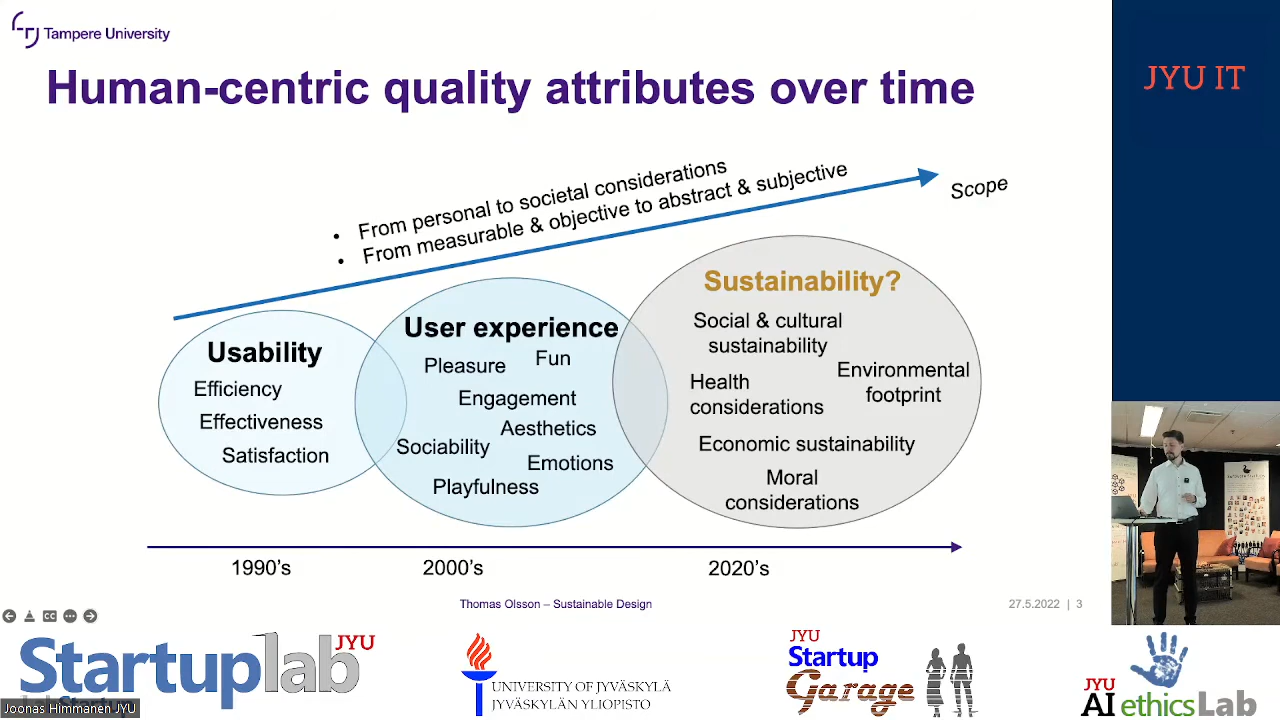 Tampere University
JYU IT
Human-centric quality attributes over time
• From personal to societal considerations
• From measurable & objective to abstract & subjective
Scope
Usability
Efficiency
Effectiveness
Satisfaction
User experience
Pleasure
Fun
Engagement
Aesthetics
Sociability
Emotions
Playfulness
Sustainability?
Social & cultural
sustainability
Environmental
footprint
Health
considerations
Economic sustainability
Moral
considerations
1990's
2000's
2020's
Thomas Olsson – Sustainable Design
27.5.2022 | 3
CC
Startuplab JYU
UNIVERSITY OF JYVÄSKYLÄ
JYVÄSKYLÄN YLIOPISTO
JYU
Startup
Garage
JYU
AI ethicsLab
Joonas Himmanen JYU